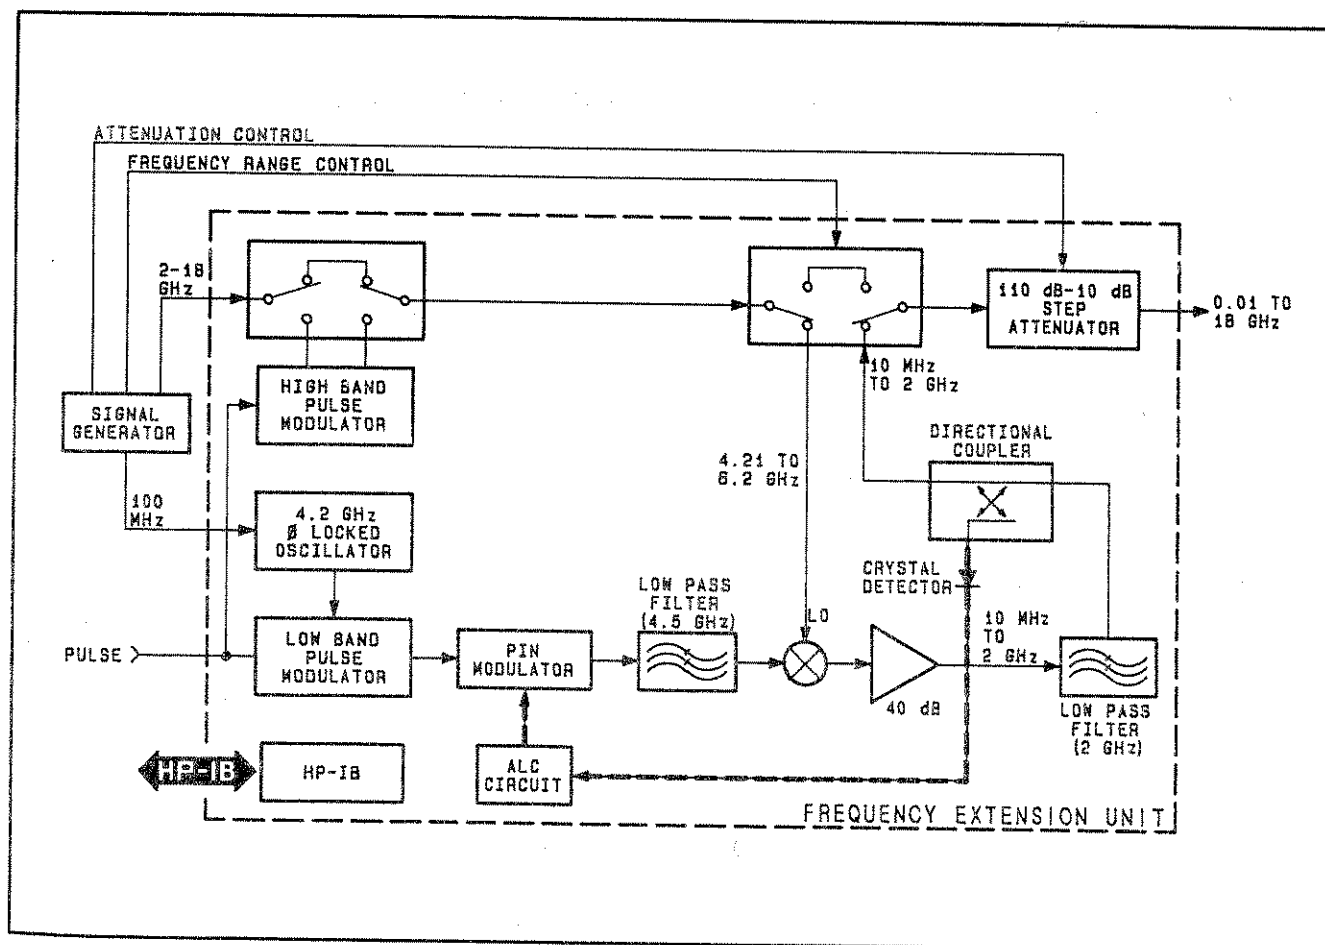 ATTENUATION CONTROL
FREQUENCY RANGE CONTROL
2-18
GHz
110 dB-10 dB
STEP
ATTENUATOR
0.01 TO
18 GHz
10 MHz
TO 2 GHz
HIGH BAND
PULSE
MODULATOR
SIGNAL
GENERATOR
DIRECTIONAL
COUPLER
4.21 TO
6.2 GHz
100
MHz
4.2 GHz
Ø LOCKED
OSCILLATOR
CRYSTAL
DETECTOR
LOW PASS
FILTER
(4.5 GHz)
LO
10 MHz
TO
2 GHz
PULSE
LOW BAND
PULSE
MODULATOR
PIN
MODULATOR
40 dB
LOW PASS
FILTER
(2 GHz)
HP-IB
HP-IB
ALC
CIRCUIT
FREQUENCY EXTENSION UNIT